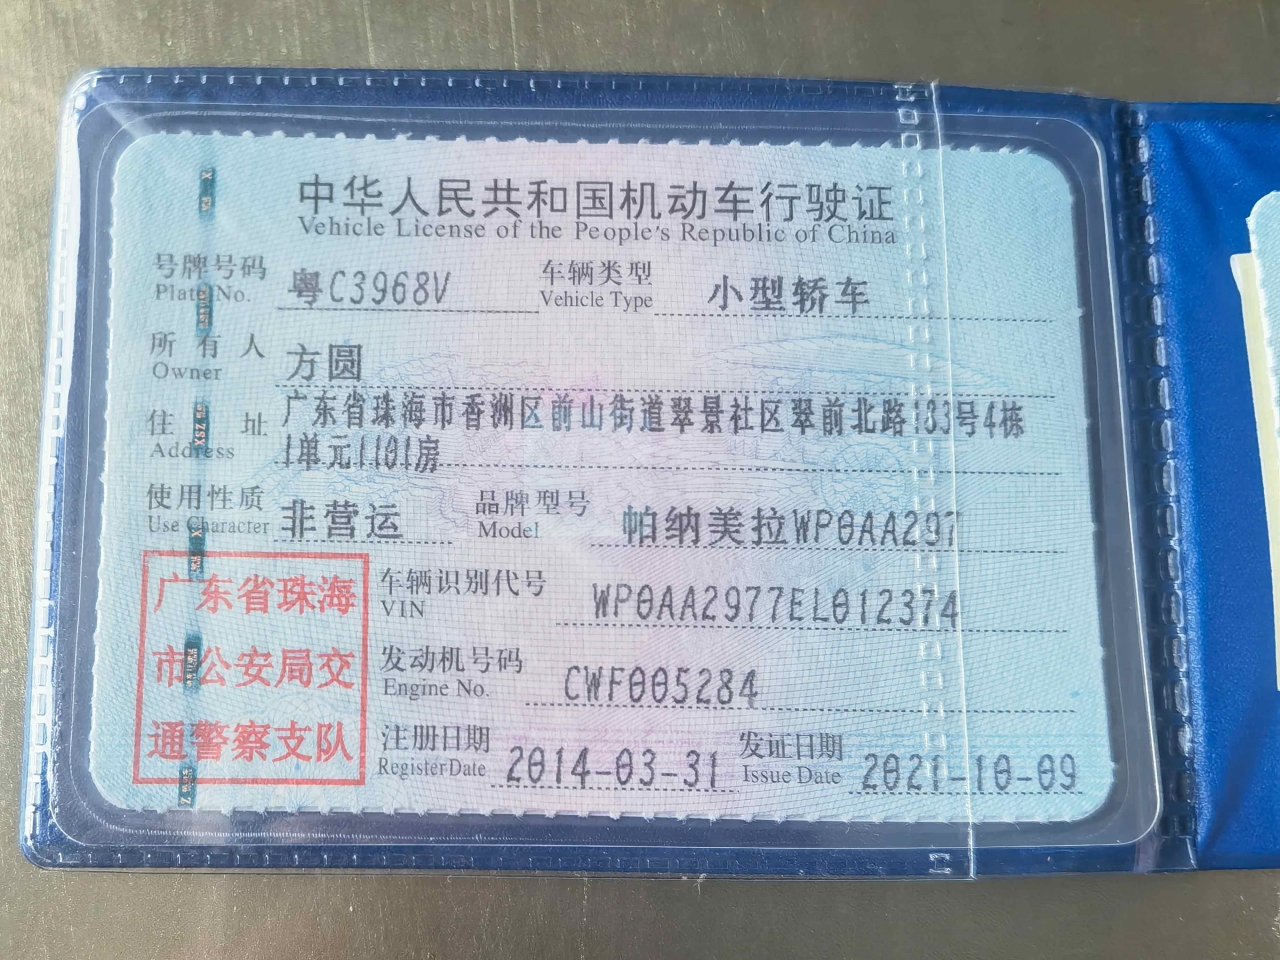 中华人民共和国机动车行驶证
Vehicle License of the People's Republic of China
号牌号码 粤C3968V 车辆类型 小型轿车
Plate No. Vehicle Type
所有人 方圆
Owner
住址 广东省珠海市香洲区前山街道翠景社区翠前北路133号4栋
Address 1单元1101房
使用性质 非营运 品牌型号 帕纳美拉WP0AA297
Use Character Model
广东省珠海
市公安局交
通警察支队
车辆识别代号 WP0AA2977EL012374
VIN
发动机号码 CWF005284
Engine No.
注册日期 2014-03-31 发证日期 2021-10-09
Register Date Issue Date